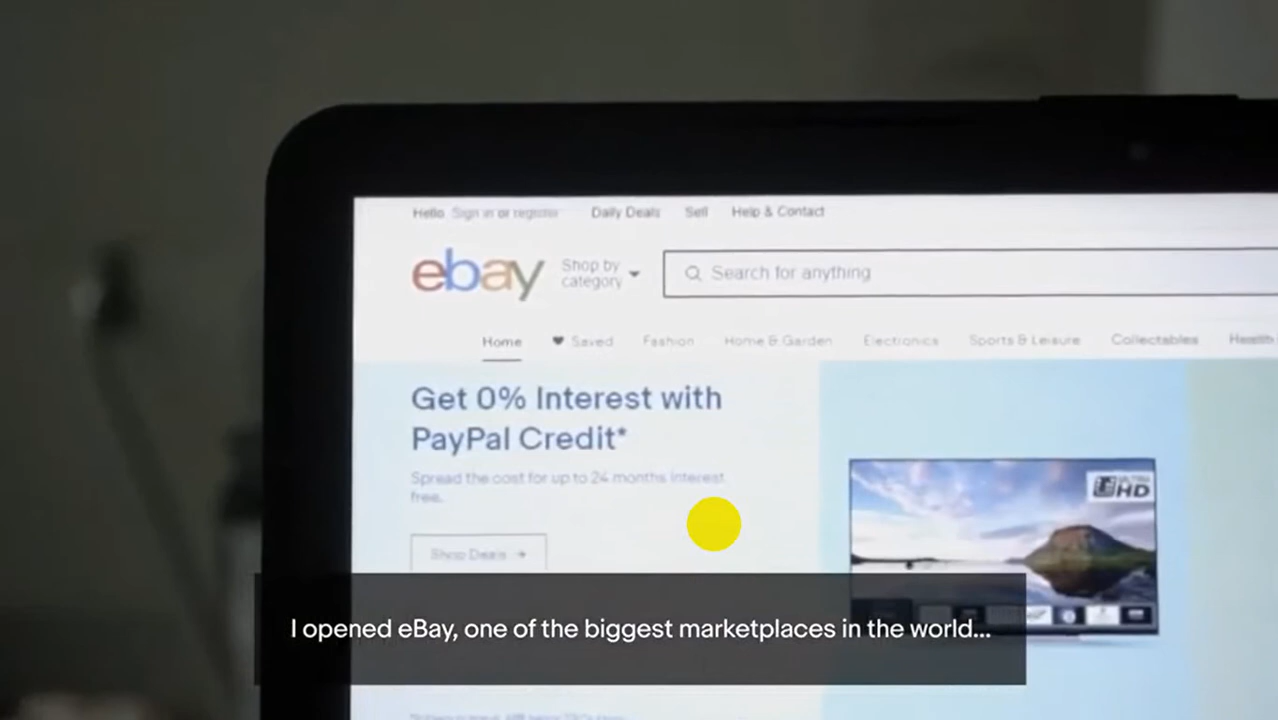 Hello Sign in or register Daily Deals Sell Help & Contact
ebay
Shop by
category
Search for anything
Home Saved Fashion Home & Garden Electronics Sports & Leisure Collectables Health
Get 0% Interest with
PayPal Credit*
Spread the cost for up to 24 months interest
free.
Shop Deals →
ULTRA
HD
I opened eBay, one of the biggest marketplaces in the world...